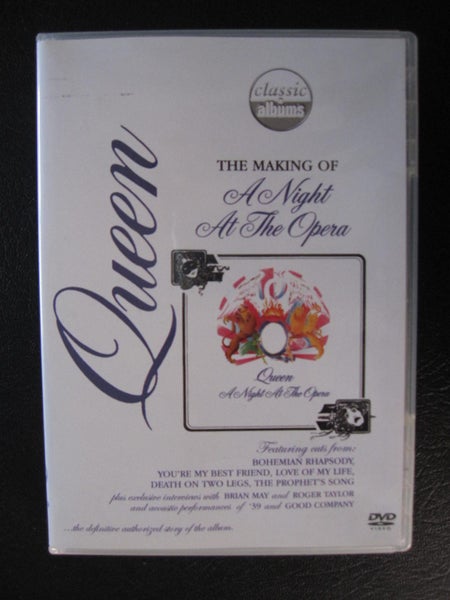 classic
albums
Queen
THE MAKING OF
A Night
At The Opera
Queen
A Night At The Opera
Featuring cuts from:
BOHEMIAN RHAPSODY,
YOU'RE MY BEST FRIEND, LOVE OF MY LIFE,
DEATH ON TWO LEGS, THE PROPHET'S SONG
plus exclusive interviews with BRIAN MAY and ROGER TAYLOR
and acoustic performances of '39 and GOOD COMPANY
...the definitive authorized story of the album.
DVD
VIDEO